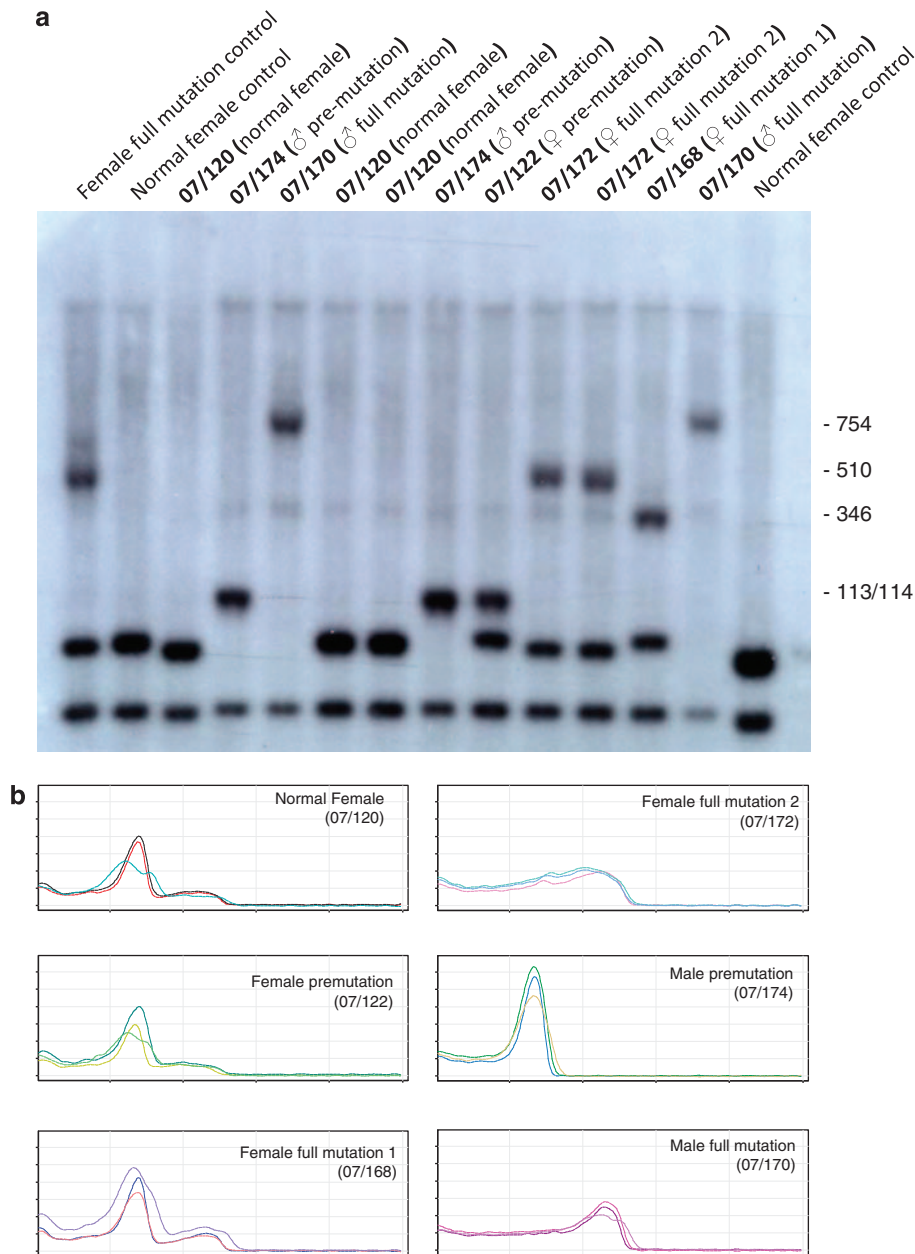 a
Female full mutation control
Normal female control
07/120 (normal female)
07/174 (♂ pre-mutation)
07/170 (♂ full mutation)
07/120 (normal female)
07/120 (normal female)
07/174 (♂ pre-mutation)
07/122 (♀ pre-mutation)
07/172 (♀ full mutation 2)
07/172 (♀ full mutation 2)
07/168 (♀ full mutation 1)
07/170 (♂ full mutation)
Normal female control
- 754
- 510
- 346
- 113/114
b
Normal Female
(07/120)
Female full mutation 2
(07/172)
Female premutation
(07/122)
Male premutation
(07/174)
Female full mutation 1
(07/168)
Male full mutation
(07/170)